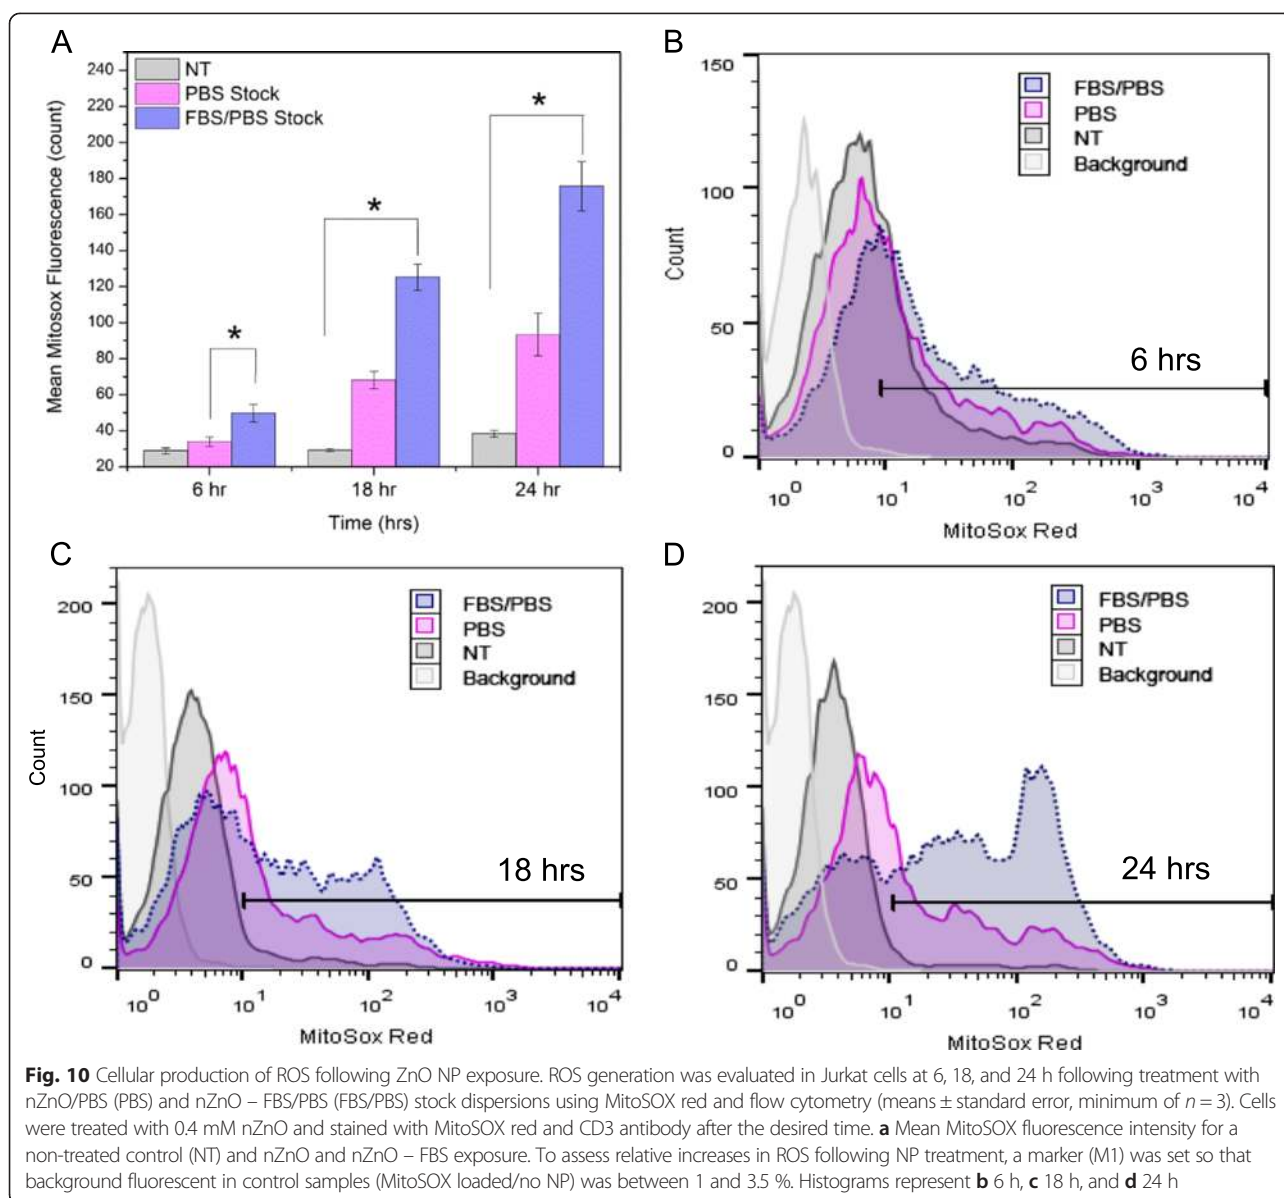 A
240
220
200
180
160
140
120
100
80
60
40
20
Mean Mitosox Fluorescence (count)
NT
PBS Stock
FBS/PBS Stock
*
*
*
6 hr
18 hr
24 hr
Time (hrs)
B
150
100
50
0
Count
FBS/PBS
PBS
NT
Background
6 hrs
10^0 10^1 10^2 10^3 10^4
MitoSox Red
C
200
150
100
50
0
Count
FBS/PBS
PBS
NT
Background
18 hrs
10^0 10^1 10^2 10^3 10^4
MitoSox Red
D
200
150
100
50
0
FBS/PBS
PBS
NT
Background
24 hrs
10^0 10^1 10^2 10^3 10^4
MitoSox Red
Fig. 10 Cellular production of ROS following ZnO NP exposure. ROS generation was evaluated in Jurkat cells at 6, 18, and 24 h following treatment with
nZnO/PBS (PBS) and nZnO – FBS/PBS (FBS/PBS) stock dispersions using MitoSOX red and flow cytometry (means ± standard error, minimum of n = 3). Cells
were treated with 0.4 mM nZnO and stained with MitoSOX red and CD3 antibody after the desired time. a Mean MitoSOX fluorescence intensity for a
non-treated control (NT) and nZnO and nZnO – FBS exposure. To assess relative increases in ROS following NP treatment, a marker (M1) was set so that
background fluorescent in control samples (MitoSOX loaded/no NP) was between 1 and 3.5 %. Histograms represent b 6 h, c 18 h, and d 24 h